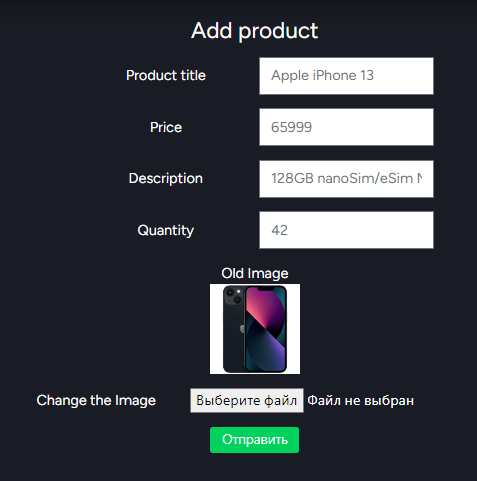 Add product
Product title Apple iPhone 13
Price 65999
Description 128GB nanoSim/eSim
Quantity 42
Old Image
Change the Image Выберите файл Файл не выбран
Отправить